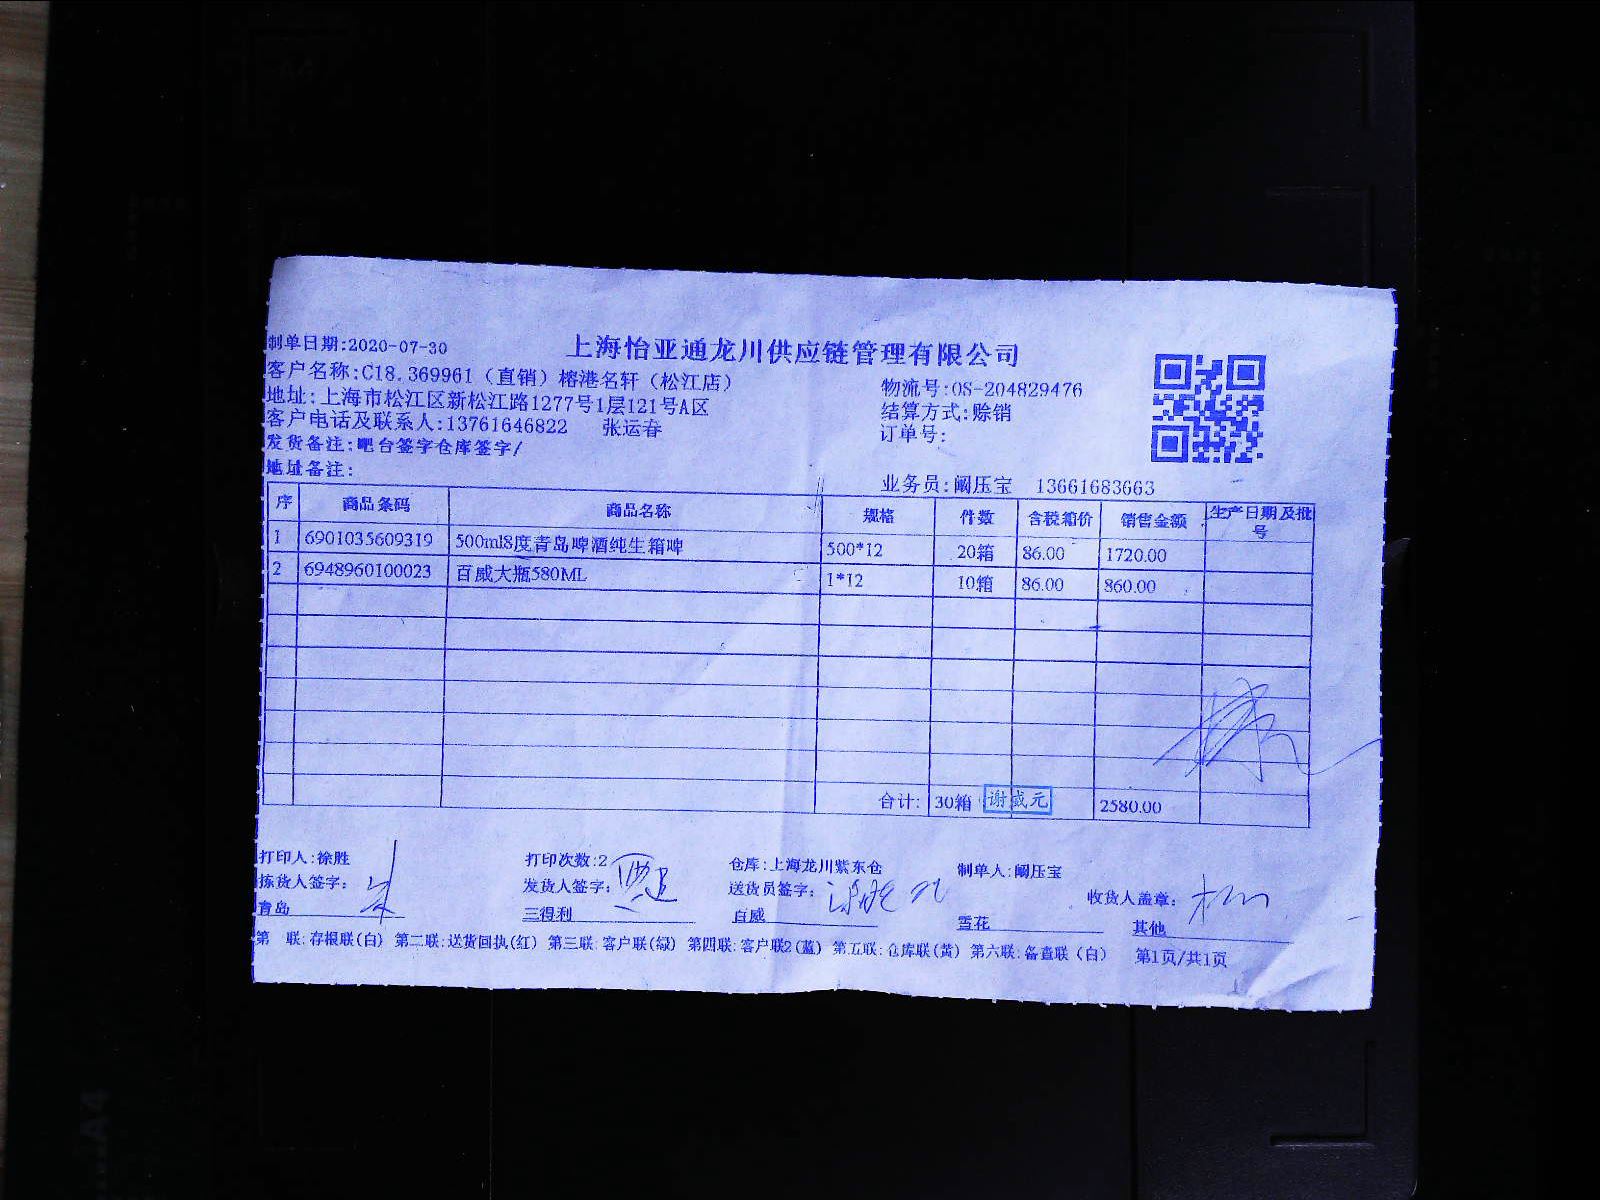 上海怡亚通龙川供应链管理有限公司
制单日期:2020-07-30
客户名称:C18.369961（直销）榕港名轩（松江店）
物流号:OS-204829476
地址:上海市松江区新松江路1277号1层121号A区
结算方式:赊销
客户电话及联系人:13761646822 张运春
订单号:
发货备注:吧台签字仓库签字/
地址备注:
业务员:阚压宝 13661683663
序 商品条码 商品名称 规格 件数 含税箱价 销售金额 生产日期及批号
1 6901035609319 500ml8度青岛啤酒纯生箱啤 500*12 20箱 86.00 1720.00
2 6948960100023 百威大瓶580ML 1*12 10箱 86.00 860.00
合计: 30箱 谢成元 2580.00
打印人:徐胜 打印次数:2 仓库:上海龙川紫东仓 制单人:阚压宝
拣货人签字: 发货人签字: 送货员签字: 收货人盖章:
青岛 三得利 百威 雪花 其他
第 联:存根联(白) 第二联:送货回执(红) 第三联:客户联(绿) 第四联:客户联2(蓝) 第五联:仓库联(黄) 第六联:备查联(白) 第1页/共1页
A4